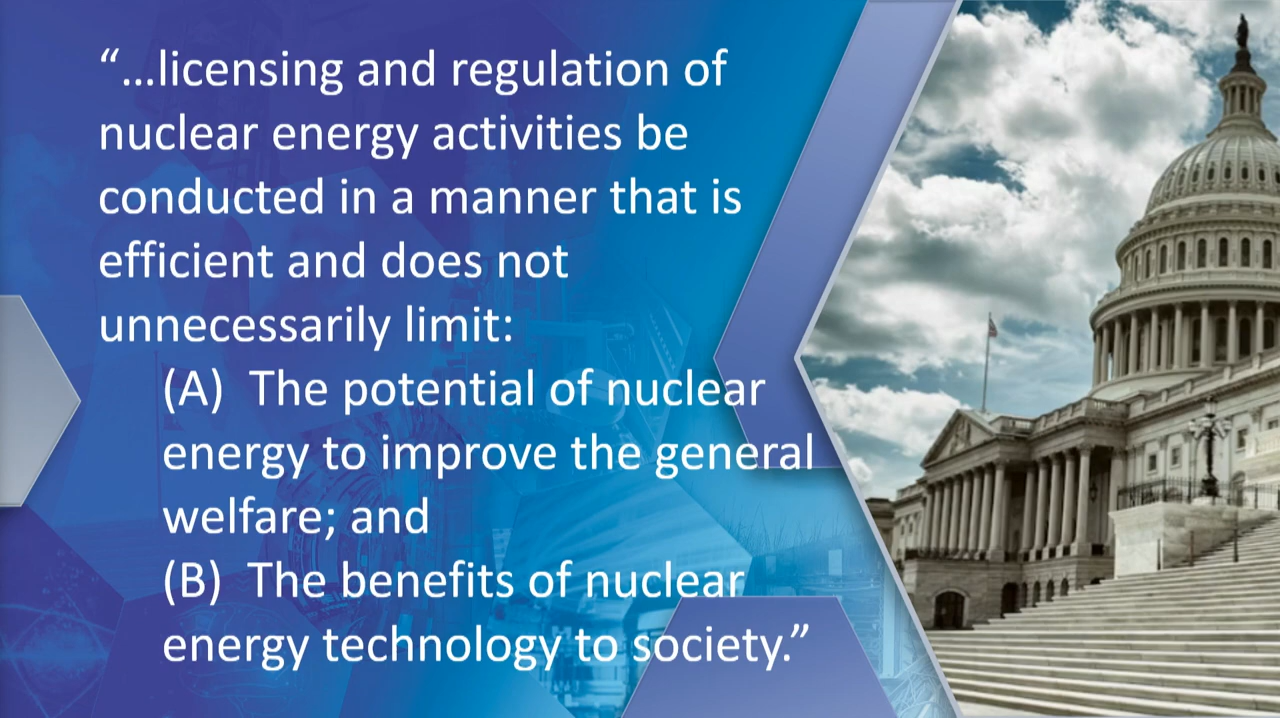 “...licensing and regulation of
nuclear energy activities be
conducted in a manner that is
efficient and does not
unnecessarily limit:
(A)  The potential of nuclear
energy to improve the general
welfare; and
(B)  The benefits of nuclear
energy technology to society.”